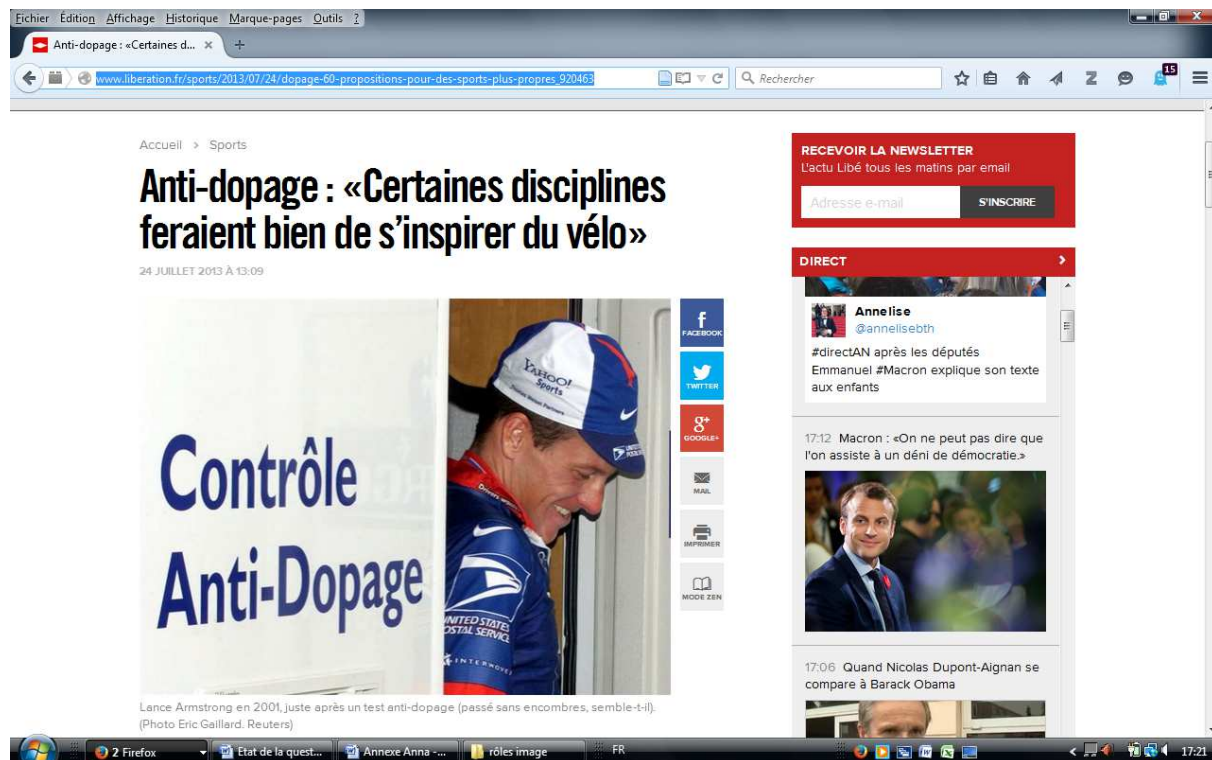 Fichier Édition Affichage Historique Marque-pages Outils ?
Anti-dopage : «Certaines d...
www.liberation.fr/sports/2013/07/24/dopage-60-propositions-pour-des-sports-plus-propres_920463
Rechercher
15
Accueil > Sports
Anti-dopage : «Certaines disciplines
feraient bien de s'inspirer du vélo»
24 JUILLET 2013 À 13:09
YAHOO!
Sports
Contrôle
Anti-Dopage
UNITED STATES
POSTAL SERVICE
Lance Armstrong en 2001, juste après un test anti-dopage (passé sans encombres, semble-t-il).
(Photo Eric Gaillard. Reuters)
FACEBOOK
TWITTER
g+
GOOGLE+
MAIL
IMPRIMER
MODE ZEN
RECEVOIR LA NEWSLETTER
L'actu Libé tous les matins par email
Adresse e-mail
S'INSCRIRE
DIRECT
Annelise
@annelisebth
#directAN après les députés
Emmanuel #Macron explique son texte
aux enfants
17:12 Macron : «On ne peut pas dire que
l'on assiste à un déni de démocratie.»
17:06 Quand Nicolas Dupont-Aignan se
compare à Barack Obama
2 Firefox
Etat de la quest...
Annexe Anna -...
rôles image
FR
17:21